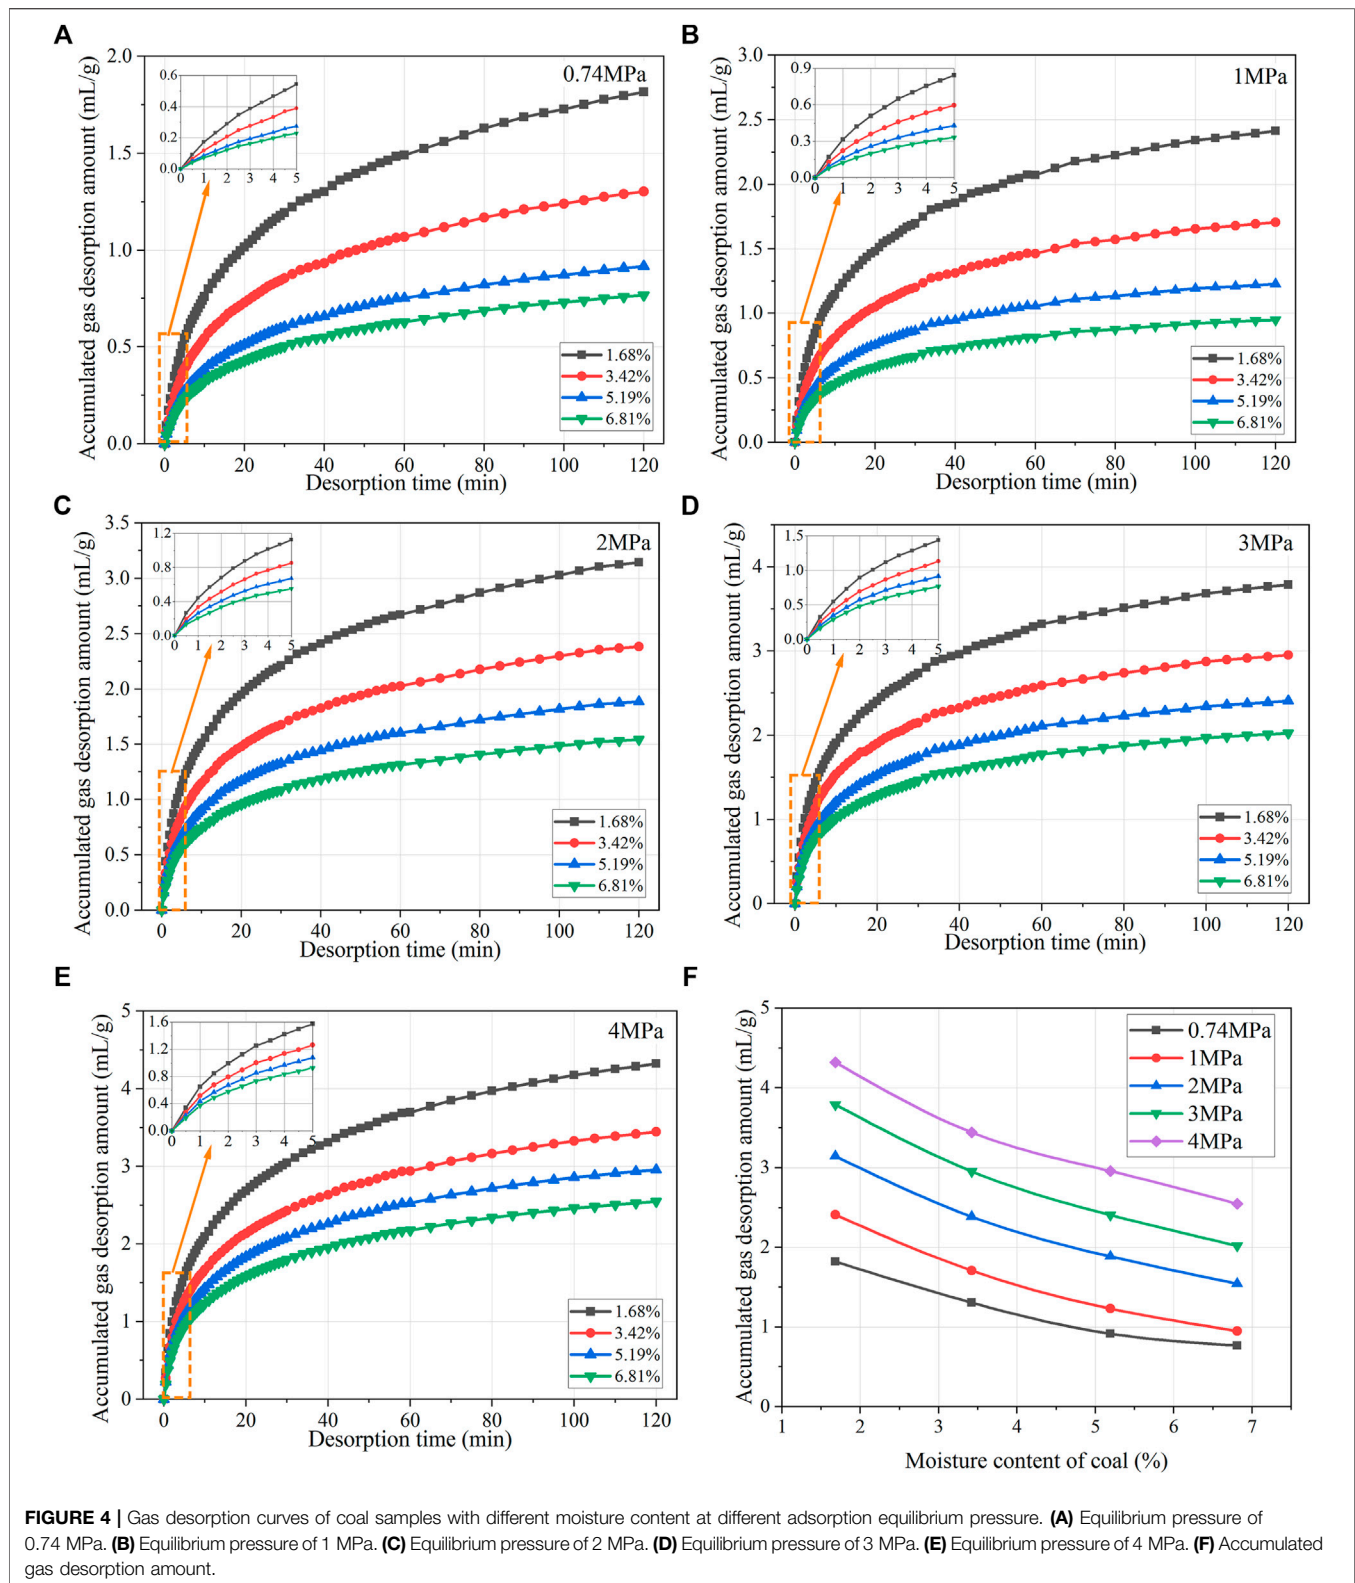 A
Accumulated gas desorption amount (mL/g)
2.0
1.5
1.0
0.5
0.0
0.74MPa
0.6
0.4
0.2
0.0
0 1 2 3 4 5
1.68%
3.42%
5.19%
6.81%
0 20 40 60 80 100 120
Desorption time (min)
B
Accumulated gas desorption amount (mL/g)
3.0
2.5
2.0
1.5
1.0
0.5
0.0
1MPa
0.9
0.6
0.3
0.0
0 1 2 3 4 5
1.68%
3.42%
5.19%
6.81%
0 20 40 60 80 100 120
Desorption time (min)
C
Accumulated gas desorption amount (mL/g)
3.5
3.0
2.5
2.0
1.5
1.0
0.5
0.0
2MPa
1.2
0.8
0.4
0.0
0 1 2 3 4 5
1.68%
3.42%
5.19%
6.81%
0 20 40 60 80 100 120
Desorption time (min)
D
Accumulated gas desorption amount (mL/g)
4
3
2
1
0
3MPa
1.5
1.0
0.5
0.0
0 1 2 3 4 5
1.68%
3.42%
5.19%
6.81%
0 20 40 60 80 100 120
Desorption time (min)
E
Accumulated gas desorption amount (mL/g)
5
4
3
2
1
0
4MPa
1.6
1.2
0.8
0.4
0.0
0 1 2 3 4 5
1.68%
3.42%
5.19%
6.81%
0 20 40 60 80 100 120
Desorption time (min)
F
Accumulated gas desorption amount (mL/g)
5
4
3
2
1
0
0.74MPa
1MPa
2MPa
3MPa
4MPa
1 2 3 4 5 6 7
Moisture content of coal (%)
FIGURE 4 | Gas desorption curves of coal samples with different moisture content at different adsorption equilibrium pressure. (A) Equilibrium pressure of
0.74 MPa. (B) Equilibrium pressure of 1 MPa. (C) Equilibrium pressure of 2 MPa. (D) Equilibrium pressure of 3 MPa. (E) Equilibrium pressure of 4 MPa. (F) Accumulated
gas desorption amount.